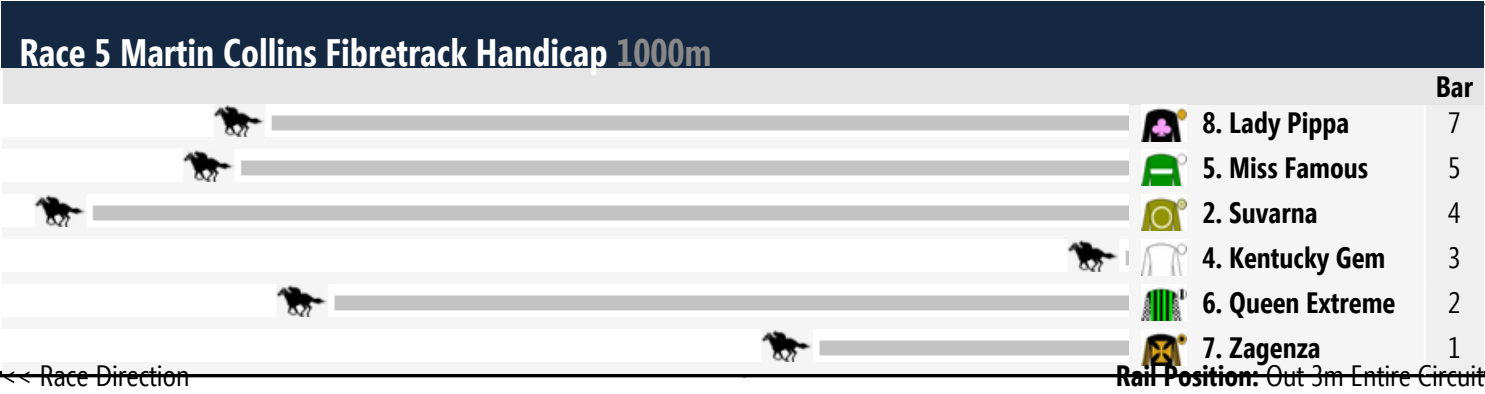 Race 5 Martin Collins Fibretrack Handicap 1000m
Bar
8. Lady Pippa 7
5. Miss Famous 5
2. Suvarna 4
4. Kentucky Gem 3
6. Queen Extreme 2
7. Zagenza 1
<< Race Direction Rail Position: Out 3m Entire Circuit